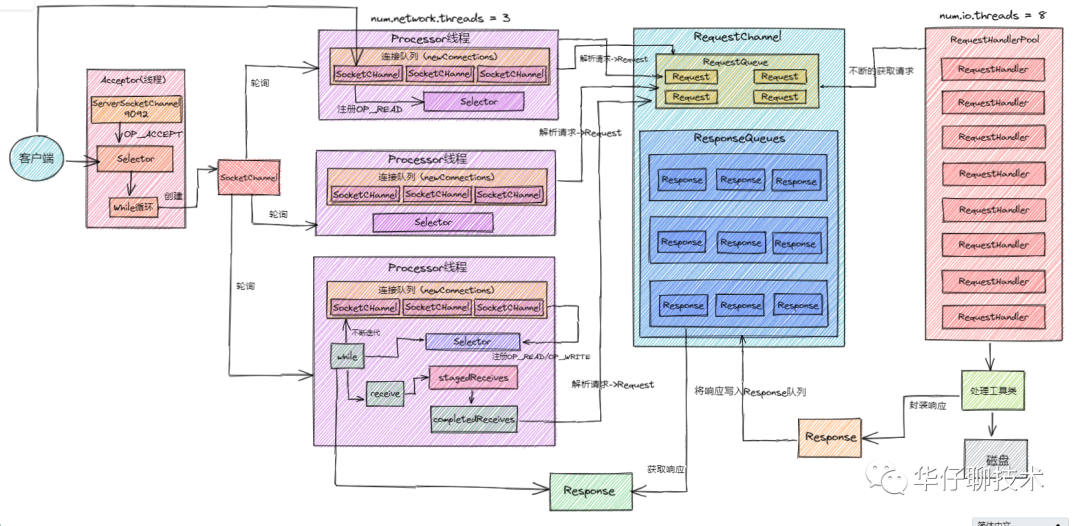 num.network.threads = 3
num.io.threads = 8
客户端
Acceptor(线程)
ServerSocketChannel
9092
OP_ACCEPT
Selector
While循环
创建
SocketChannel
轮询
轮询
轮询
Processor线程
连接队列 (newConnections)
SocketCHannel
SocketCHannel
SocketCHannel
注册OP_READ
Selector
Processor线程
连接队列 (newConnections)
SocketCHannel
SocketCHannel
SocketCHannel
Selector
Processor线程
连接队列 (newConnections)
SocketCHannel
SocketCHannel
SocketCHannel
不断迭代
while
Selector
注册OP_READ/OP_WRITE
receive
stagedReceives
completedReceives
解析请求->Request
解析请求->Request
解析请求->Request
RequestChannel
RequestQueue
Request
Request
Request
Request
ResponseQueues
Response
Response
Response
Response
Response
Response
Response
Response
Response
不断的获取请求
RequestHandlerPool
RequestHandler
RequestHandler
RequestHandler
RequestHandler
RequestHandler
RequestHandler
RequestHandler
RequestHandler
处理工具类
磁盘
封装响应
Response
将响应写入Response队列
获取响应
Response
华仔聊技术
简体中文